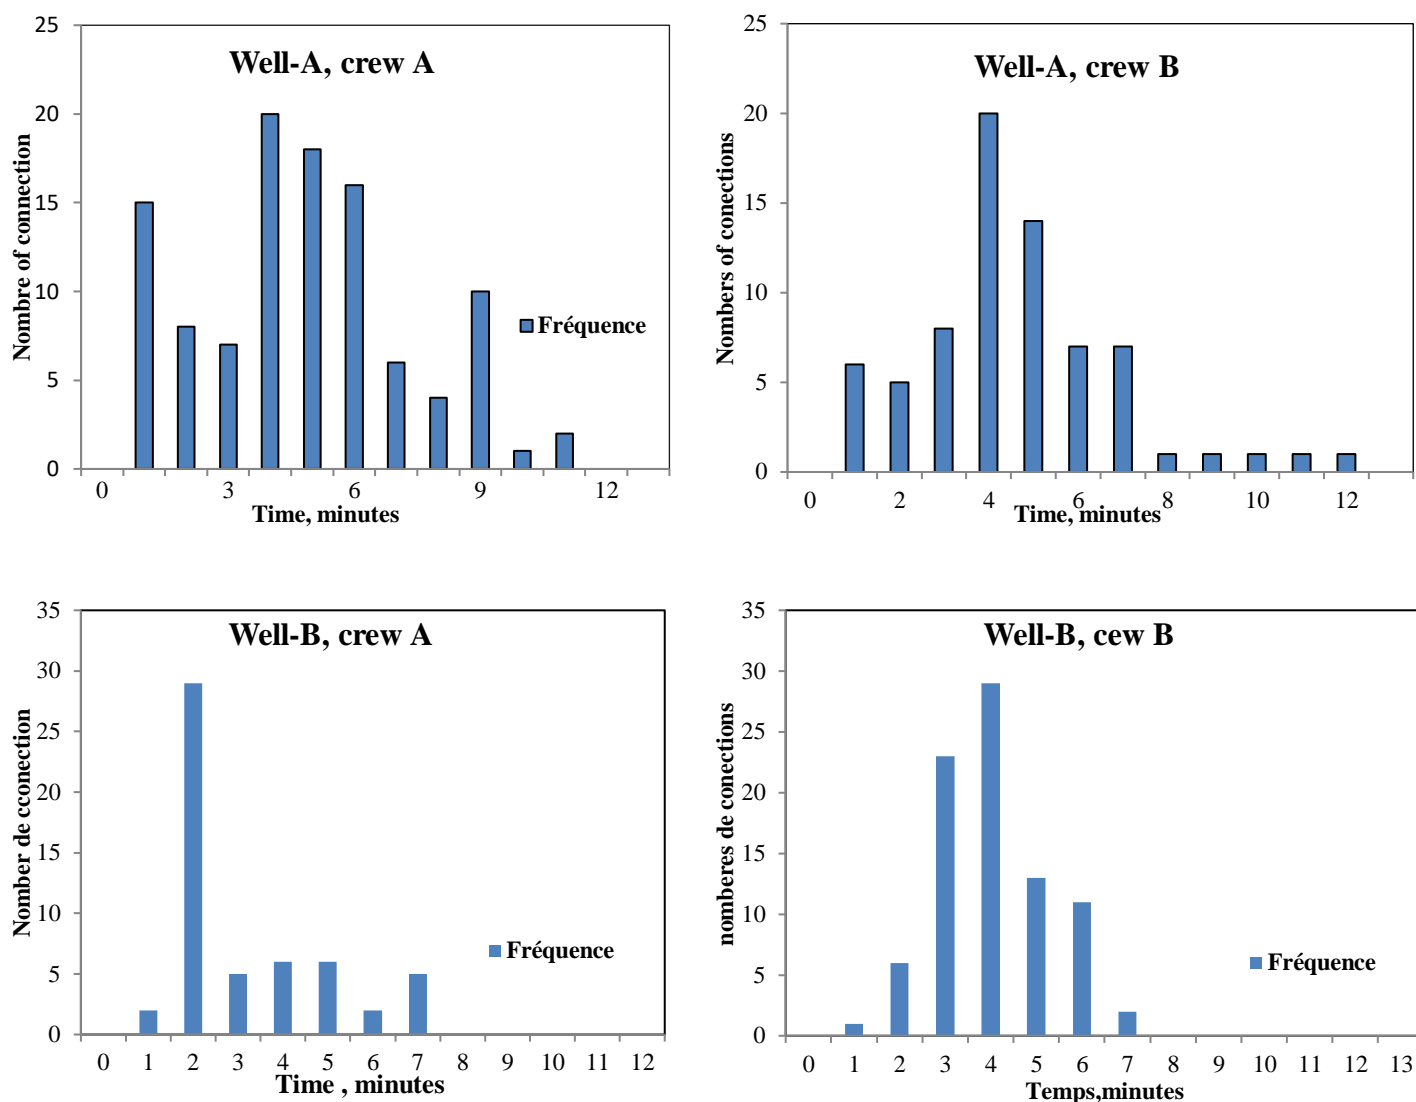 Well-A, crew A
Nombre of connection
25
20
15
10
5
0
0 3 6 9 12
Time, minutes
Fréquence
Well-A, crew B
Nombers of conections
25
20
15
10
5
0
0 2 4 6 8 10 12
Time, minutes
Well-B, crew A
Nomber de cconection
35
30
25
20
15
10
5
0
0 1 2 3 4 5 6 7 8 9 10 11 12
Time , minutes
Fréquence
Well-B, cew B
nomberes de conections
35
30
25
20
15
10
5
0
0 1 2 3 4 5 6 7 8 9 10 11 12 13
Temps,minutes
Fréquence